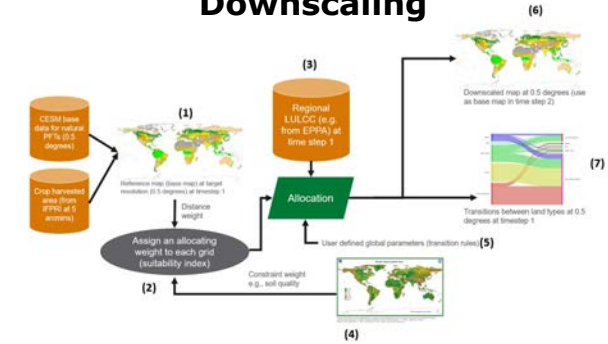 Downscaling
(6)
(3)
Regional
LULCC (e.g.
from EPPA) at
time step 1
(1)
CESM base
data for natural
PFTs (0.5
degrees)
Downscaled map at 0.5 degrees (use
as base map in time step 2)
(7)
Crop harvested
area (from
IFPRI at 5
arcmins)
Reference map (base map) at target
resolution (0.5 degrees) at timestep 1
Allocation
Distance
weight
Transitions between land types at 0.5
degrees at timestep 1
Assign an allocating
weight to each grid
(suitability index)
User defined global parameters (transition rules)(5)
(2)
Constraint weight
e.g., soil quality
(4)